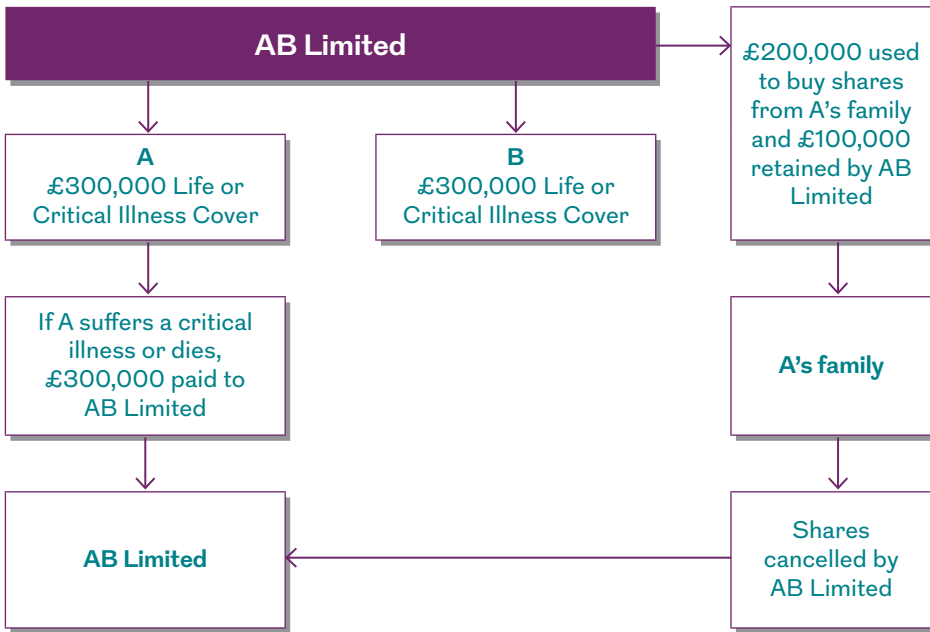 AB Limited
A
£300,000 Life or
Critical Illness Cover
B
£300,000 Life or
Critical Illness Cover
£200,000 used
to buy shares
from A’s family
and £100,000
retained by AB
Limited
If A suffers a critical
illness or dies,
£300,000 paid to
AB Limited
A’s family
AB Limited
Shares
cancelled by
AB Limited